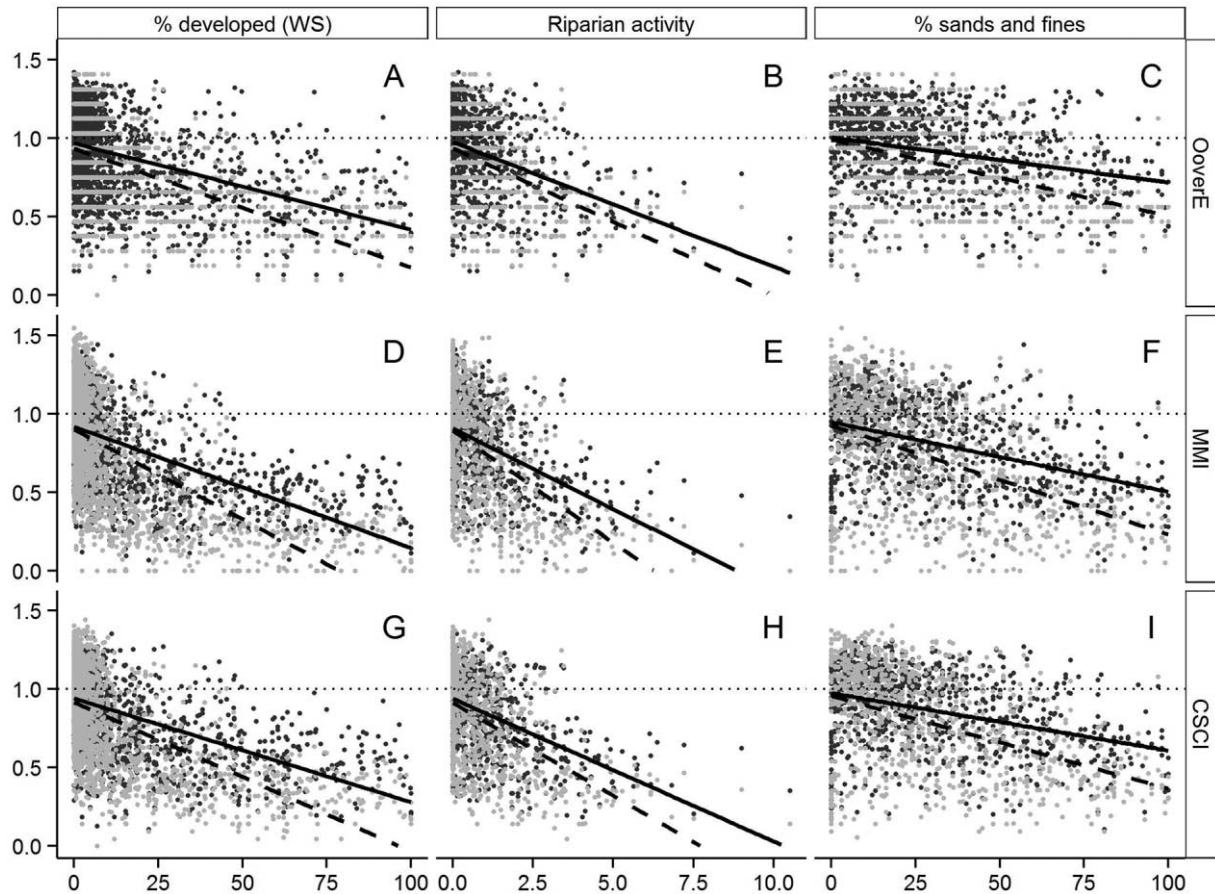 % developed (WS) Riparian activity % sands and fines
1.5 A B C
1.0
0.5
0.0
OoverE
1.5 D E F
1.0
0.5
0.0
MMI
1.5 G H I
1.0
0.5
0.0
CSCI
0 25 50 75 100 0.0 2.5 5.0 7.5 10.0 0 25 50 75 100